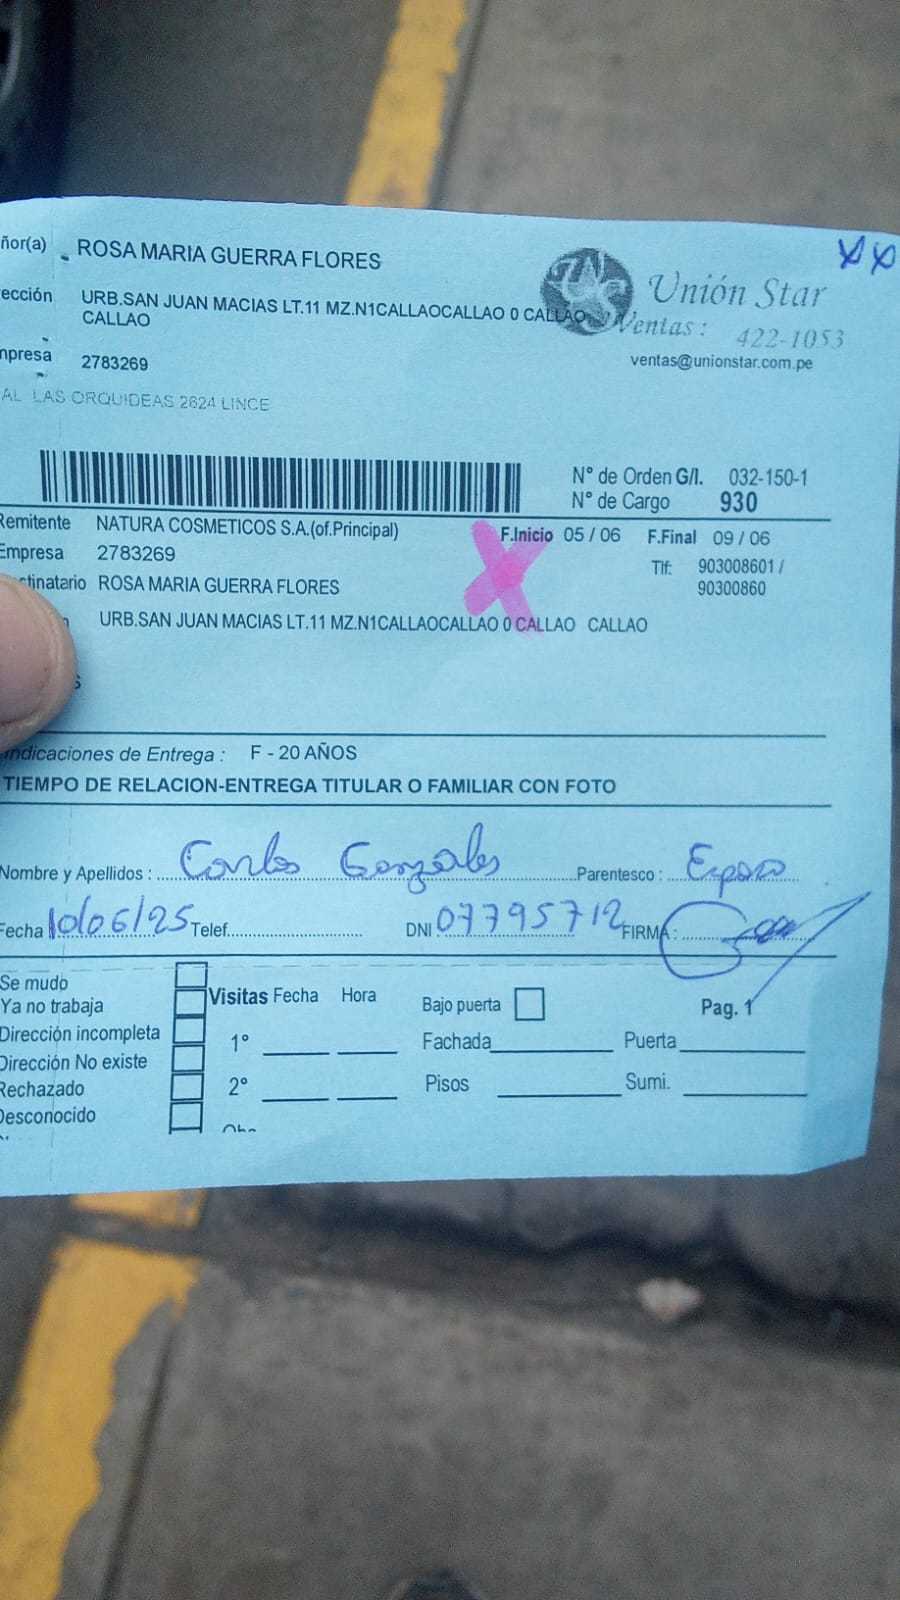 ñor(a) ROSA MARIA GUERRA FLORES
ección URB.SAN JUAN MACIAS LT.11 MZ.N1CALLAOCALLAO 0 CALLAO
CALLAO
Unión Star
Ventas: 422-1053
ventas@unionstar.com.pe
mpresa 2783269
AL LAS ORQUIDEAS 2624 LINCE
N° de Orden G/I. 032-150-1
N° de Cargo 930
Remitente NATURA COSMETICOS S.A.(of.Principal)
F.Inicio 05 / 06 F.Final 09 / 06
Empresa 2783269
Tlf: 903008601 /
90300860
stinatario ROSA MARIA GUERRA FLORES
URB.SAN JUAN MACIAS LT.11 MZ.N1CALLAOCALLAO 0 CALLAO CALLAO
Indicaciones de Entrega : F - 20 AÑOS
TIEMPO DE RELACION-ENTREGA TITULAR O FAMILIAR CON FOTO
Nombre y Apellidos : Carlos Gonzales Parentesco : Esposo
Fecha 10/06/25 Telef. DNI 07795712 FIRMA :
Se mudo
Ya no trabaja
Dirección incompleta
Dirección No existe
Rechazado
Desconocido
Visitas Fecha Hora
1°
2°
Bajo puerta
Pag. 1
Fachada Puerta
Pisos Sumi.